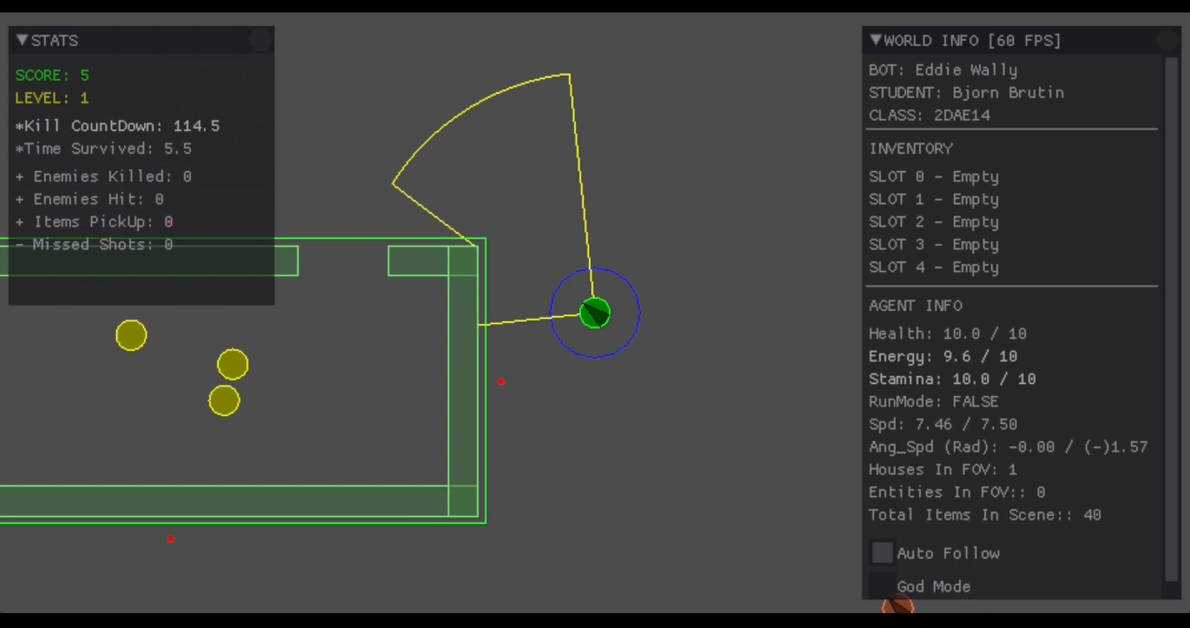 STATS
SCORE: 5
LEVEL: 1
*Kill CountDown: 114.5
*Time Survived: 5.5
+ Enemies Killed: 0
+ Enemies Hit: 0
+ Items PickUp: 0
- Missed Shots: 0
WORLD INFO [60 FPS]
BOT: Eddie Wally
STUDENT: Bjorn Brutin
CLASS: 2DAE14
INVENTORY
SLOT 0 - Empty
SLOT 1 - Empty
SLOT 2 - Empty
SLOT 3 - Empty
SLOT 4 - Empty
AGENT INFO
Health: 10.0 / 10
Energy: 9.6 / 10
Stamina: 10.0 / 10
RunMode: FALSE
Spd: 7.46 / 7.50
Ang_Spd (Rad): -0.00 / (-)1.57
Houses In FOV: 1
Entities In FOV:: 0
Total Items In Scene:: 40
Auto Follow
God Mode